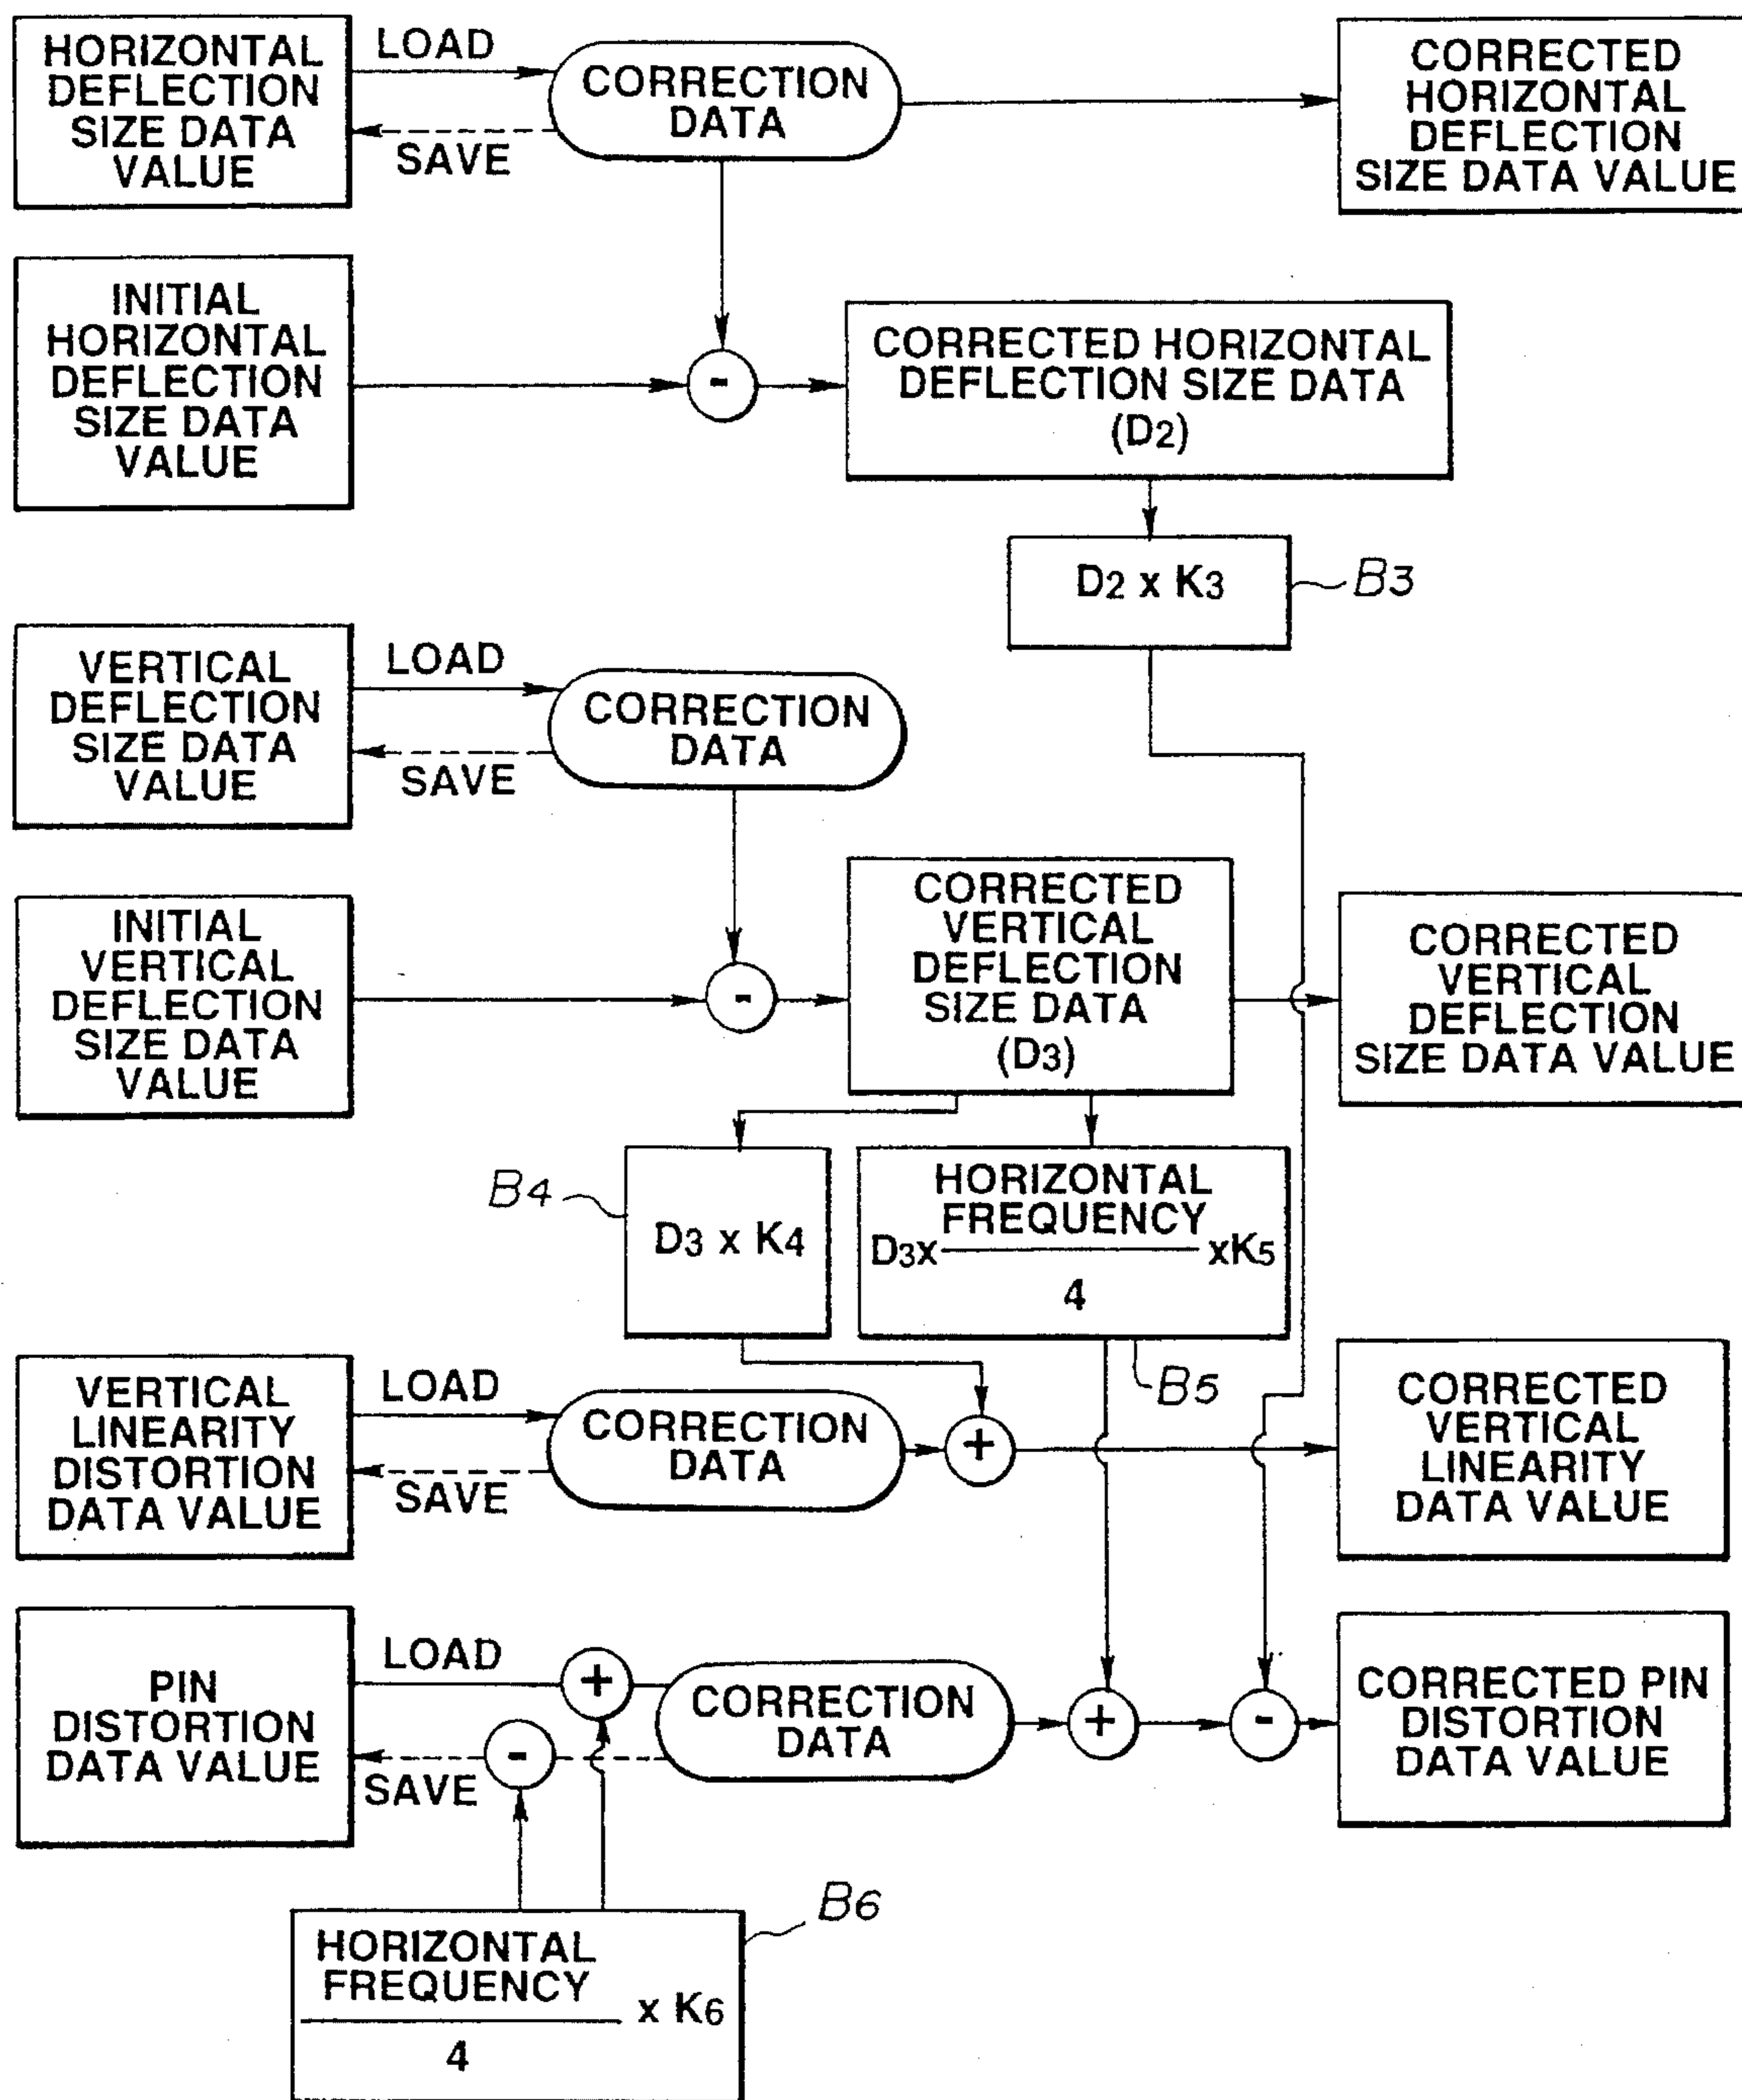 HORIZONTAL
DEFLECTION
SIZE DATA
VALUE
LOAD
SAVE
CORRECTION
DATA
CORRECTED
HORIZONTAL
DEFLECTION
SIZE DATA VALUE
INITIAL
HORIZONTAL
DEFLECTION
SIZE DATA
VALUE
-
CORRECTED HORIZONTAL
DEFLECTION SIZE DATA
(D2)
D2 x K3
B3
VERTICAL
DEFLECTION
SIZE DATA
VALUE
LOAD
SAVE
CORRECTION
DATA
INITIAL
VERTICAL
DEFLECTION
SIZE DATA
VALUE
-
CORRECTED
VERTICAL
DEFLECTION
SIZE DATA
(D3)
CORRECTED
VERTICAL
DEFLECTION
SIZE DATA VALUE
B4
D3 x K4
HORIZONTAL
FREQUENCY
D3x xK5
4
B5
VERTICAL
LINEARITY
DISTORTION
DATA VALUE
LOAD
SAVE
CORRECTION
DATA
+
CORRECTED
VERTICAL
LINEARITY
DATA VALUE
PIN
DISTORTION
DATA VALUE
LOAD
+
-
SAVE
CORRECTION
DATA
+
-
CORRECTED PIN
DISTORTION
DATA VALUE
B6
HORIZONTAL
FREQUENCY
x K6
4